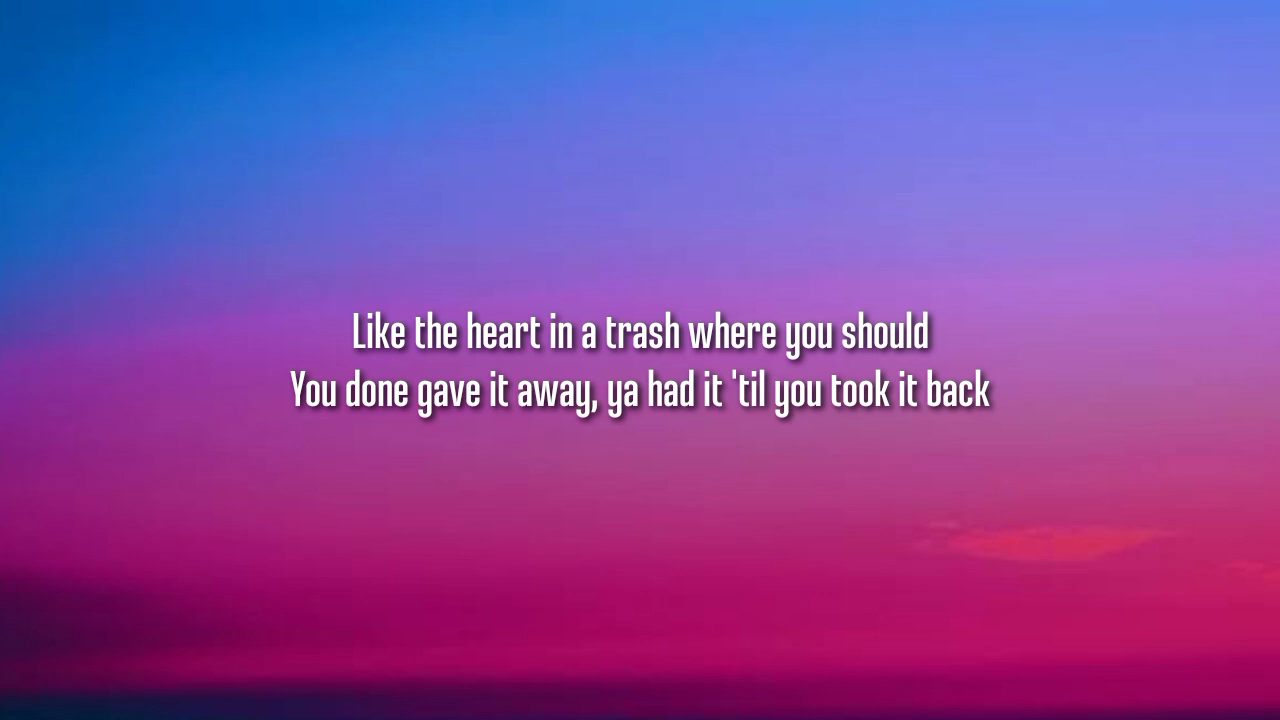 Like the heart in a trash where you should
You done gave it away, ya had it 'til you took it back